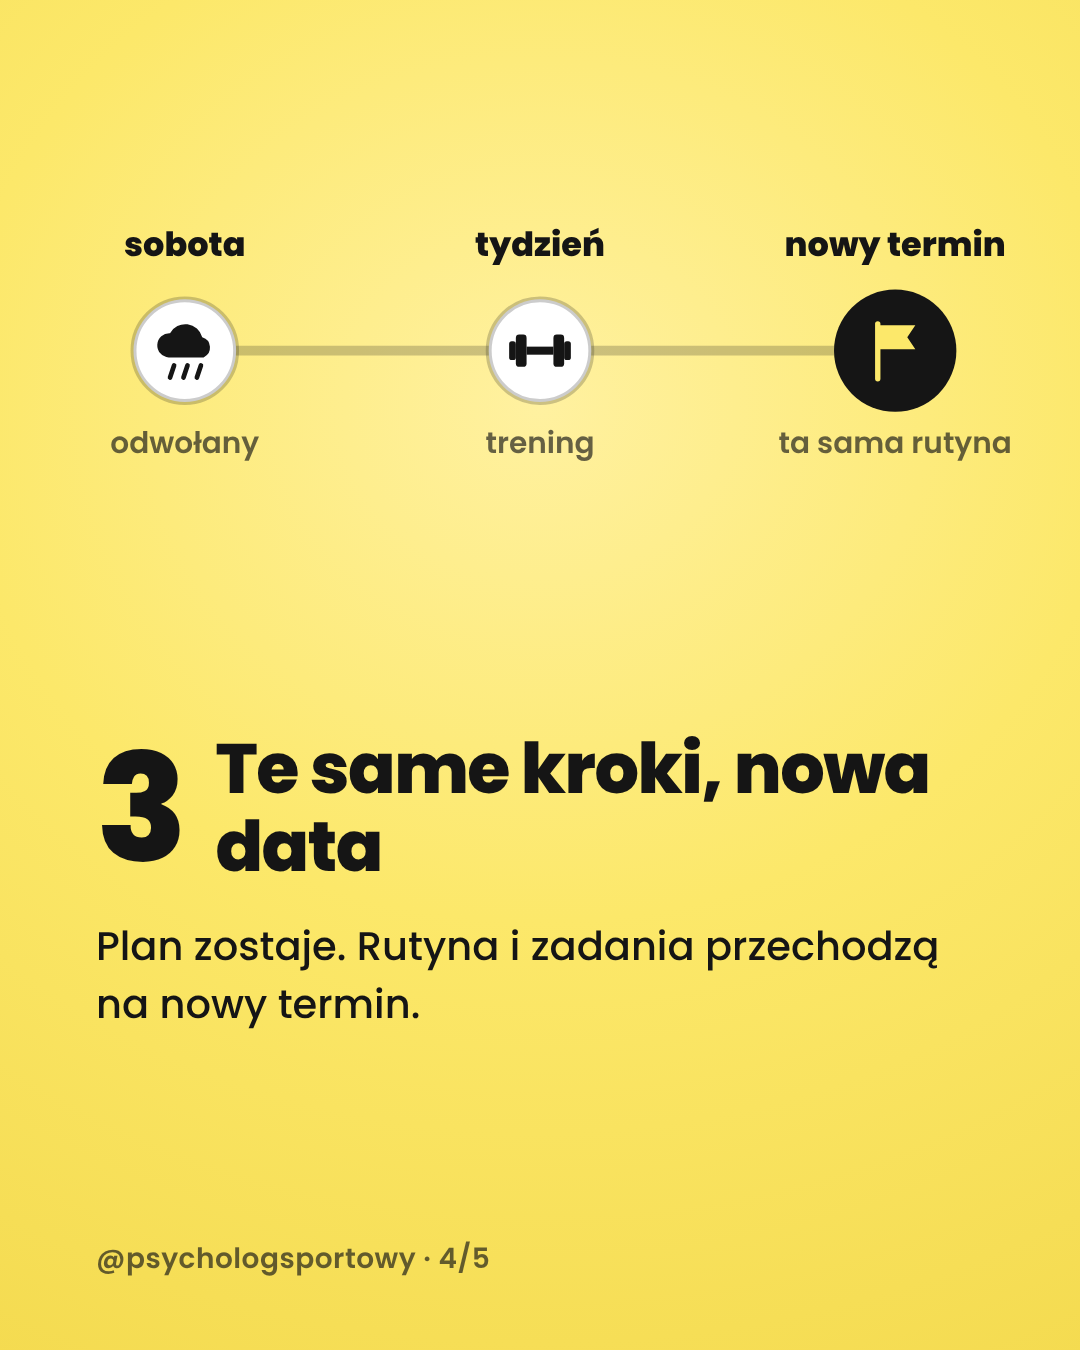 sobota
tydzień
nowy termin
odwołany
trening
ta sama rutyna
3
Te same kroki, nowa
data
Plan zostaje. Rutyna i zadania przechodzą
na nowy termin.
@psychologsportowy · 4/5